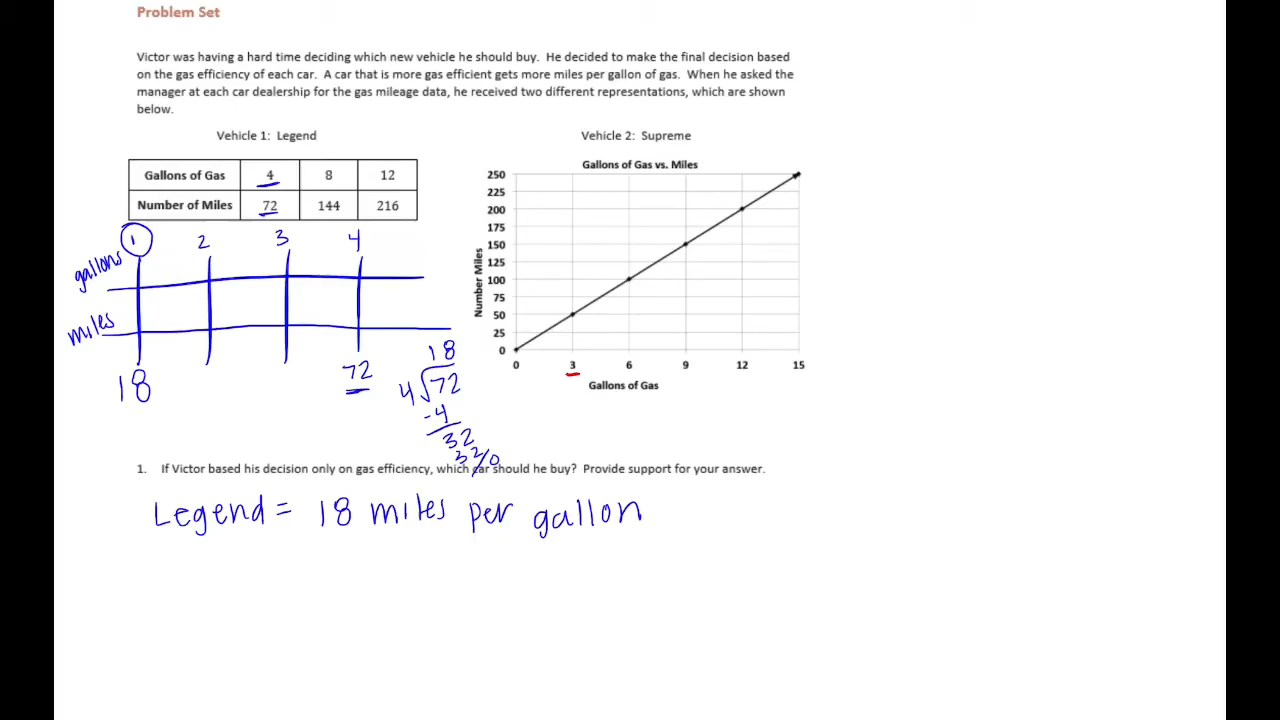 Problem Set
Victor was having a hard time deciding which new vehicle he should buy. He decided to make the final decision based
on the gas efficiency of each car. A car that is more gas efficient gets more miles per gallon of gas. When he asked the
manager at each car dealership for the gas mileage data, he received two different representations, which are shown
below.
Vehicle 1: Legend
Gallons of Gas 4 8 12
Number of Miles 72 144 216
1 2 3 4
gallons
miles
18 72
18
4 72
-4
32
32
0
Vehicle 2: Supreme
Gallons of Gas vs. Miles
Number Miles
250
225
200
175
150
125
100
75
50
25
0
0 3 6 9 12 15
Gallons of Gas
1. If Victor based his decision only on gas efficiency, which car should he buy? Provide support for your answer.
Legend = 18 miles per gallon